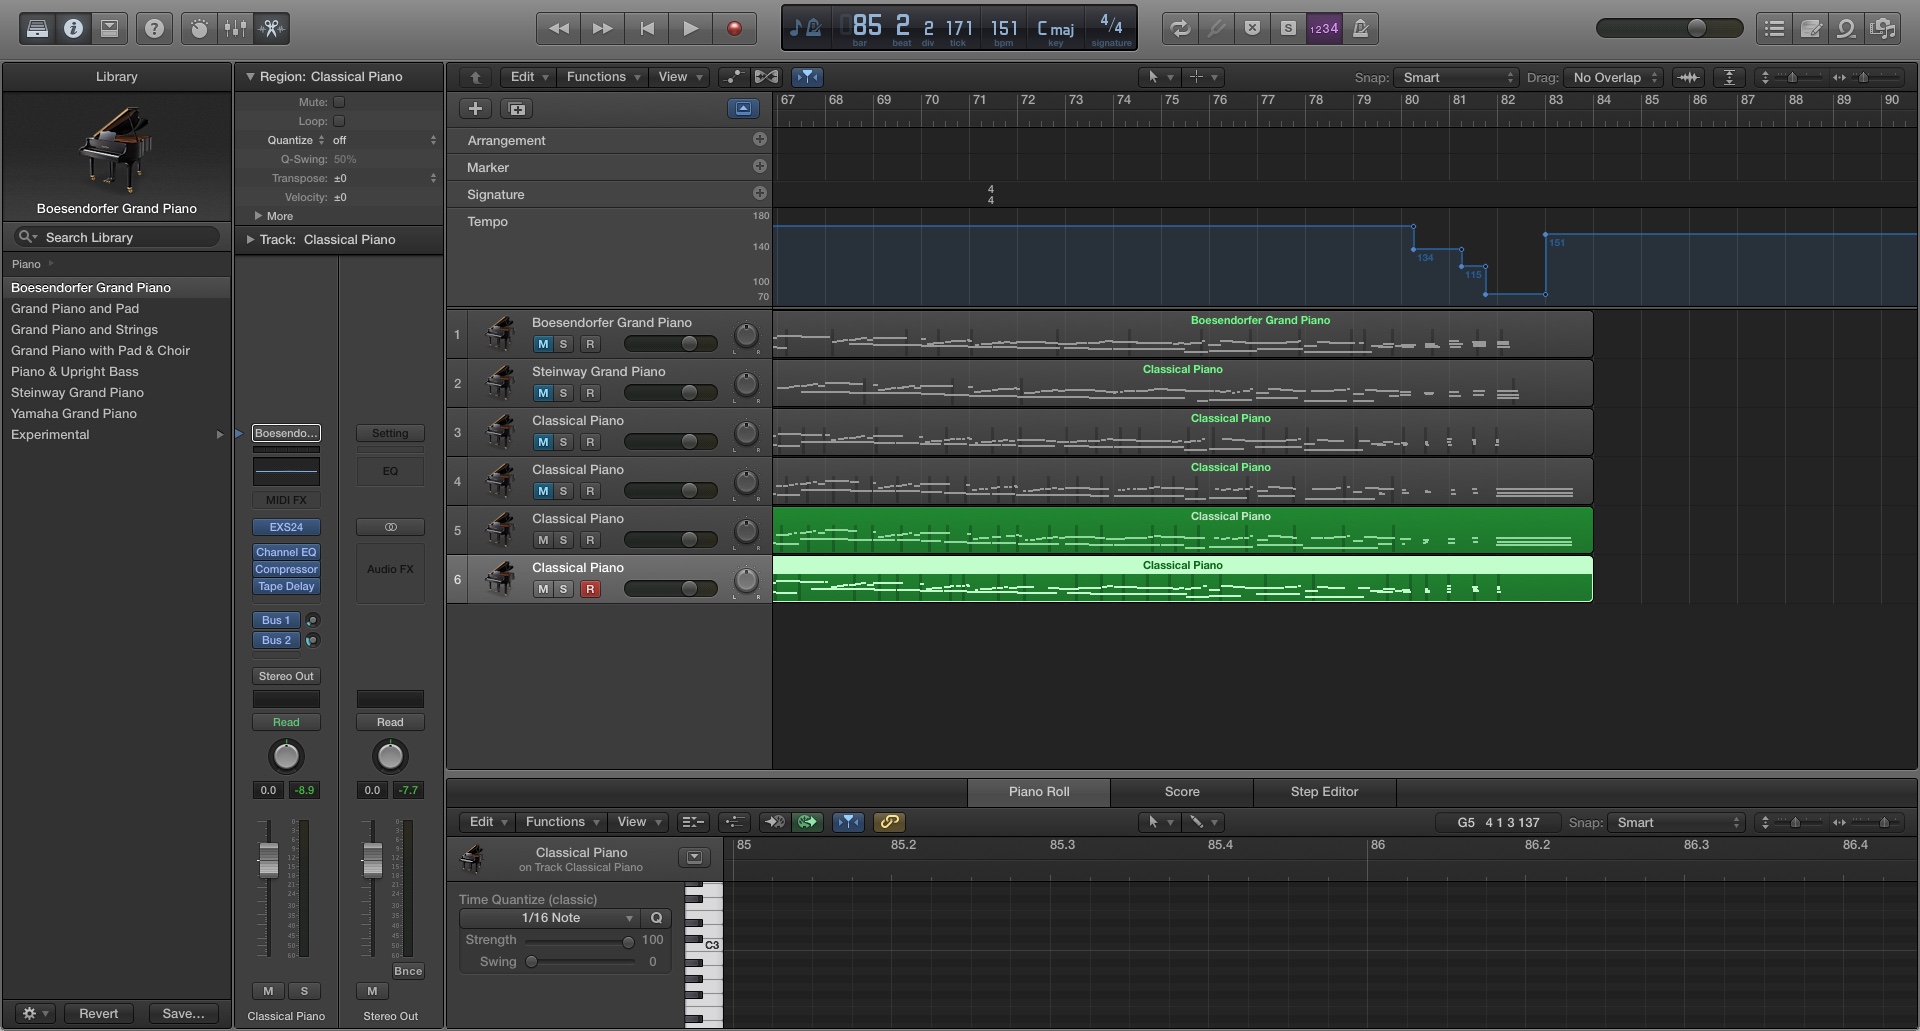 85 2 2 171 151 C maj 4/4
bar beat div tick bpm key signature
1234
Library
Boesendorfer Grand Piano
Search Library
Piano
Boesendorfer Grand Piano
Grand Piano and Pad
Grand Piano and Strings
Grand Piano with Pad & Choir
Piano & Upright Bass
Steinway Grand Piano
Yamaha Grand Piano
Experimental
Revert Save...
Region: Classical Piano
Mute:
Loop:
Quantize off
Q-Swing: 50%
Transpose: ±0
Velocity: ±0
More
Track: Classical Piano
Boesendo... Setting
EQ
MIDI FX
EXS24
Channel EQ
Compressor
Tape Delay
Audio FX
Bus 1
Bus 2
Stereo Out
Read Read
0.0 -8.9 0.0 -7.7
Bnce
M S M
Classical Piano Stereo Out
Edit Functions View Snap: Smart Drag: No Overlap
67 68 69 70 71 72 73 74 75 76 77 78 79 80 81 82 83 84 85 86 87 88 89 90
Arrangement
Marker
Signature
4
4
Tempo
180
140
100
70
134
115
151
1 Boesendorfer Grand Piano
M S R L R
Boesendorfer Grand Piano
2 Steinway Grand Piano
M S R L R
Classical Piano
3 Classical Piano
M S R L R
Classical Piano
4 Classical Piano
M S R L R
Classical Piano
5 Classical Piano
M S R L R
Classical Piano
6 Classical Piano
M S R L R
Classical Piano
Piano Roll Score Step Editor
Edit Functions View G5 4 1 3 137 Snap: Smart
85 85.2 85.3 85.4 86 86.2 86.3 86.4
Classical Piano
on Track Classical Piano
Time Quantize (classic)
1/16 Note Q
Strength 100
Swing 0
C3